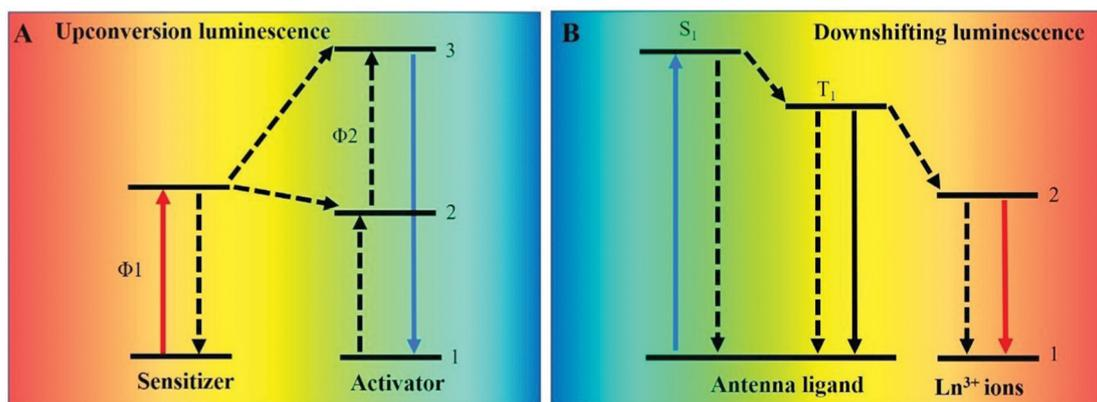 A
Upconversion luminescence
3
Φ2
2
Φ1
1
Sensitizer
Activator
B
S₁
Downshifting luminescence
T₁
2
1
Antenna ligand
Ln³⁺ ions